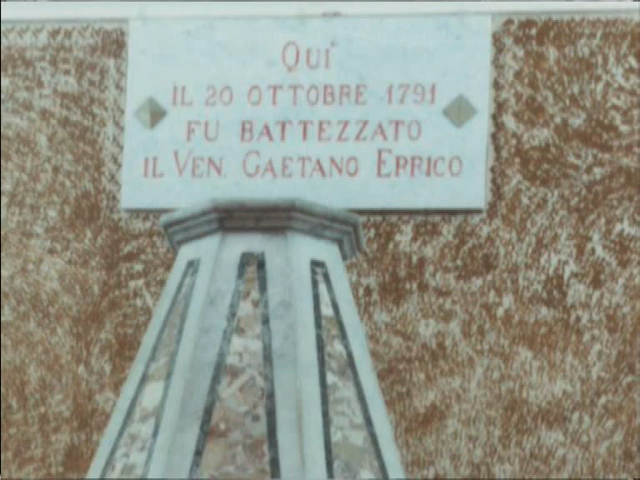 QUI
IL 20 OTTOBRE 1791
FU BATTEZZATO
IL VEN. GAETANO ERRICO